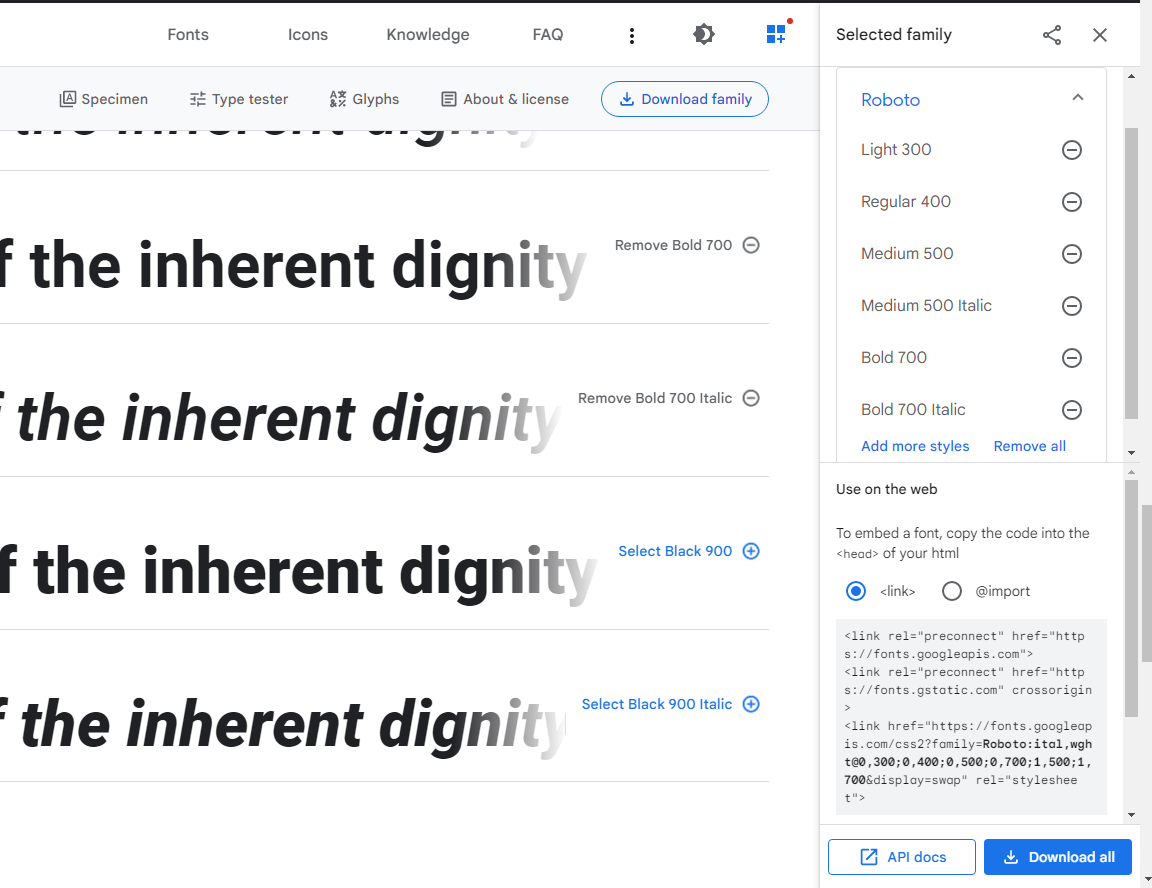 Fonts
Icons
Knowledge
FAQ
Selected family
Specimen
Type tester
Glyphs
About & license
Download family
the inherent dignity
f the inherent dignity
Remove Bold 700
f the inherent dignity
Remove Bold 700 Italic
f the inherent dignity
Select Black 900
f the inherent dignity
Select Black 900 Italic
Roboto
Light 300
Regular 400
Medium 500
Medium 500 Italic
Bold 700
Bold 700 Italic
Add more styles
Remove all
Use on the web
To embed a font, copy the code into the
<head> of your html
<link>
@import
<link rel="preconnect" href="http
s://fonts.googleapis.com">
<link rel="preconnect" href="http
s://fonts.gstatic.com" crossorigin
>
<link href="https://fonts.googleap
is.com/css2?family=Roboto:ital,wgh
t@0,300;0,400;0,500;0,700;1,500;1,
700&display=swap" rel="styleshee
t">
API docs
Download all